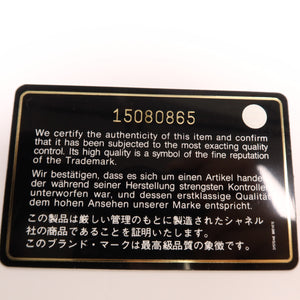 15080865
We certify the authenticity of this item and confirm
that it has been subjected to the most exacting quality
control. Its high quality is a symbol of the fine reputation
of the Trademark.
Wir bestätigen, dass es sich um einen Artikel handelt
der während seiner Herstellung strengsten Kontrollen
unterworfen war, und dessen erstklassige Qualität
dem hohen Ansehen unserer Marke entspricht.
この製品は厳しい管理のもとに製造されたシャネル
社の商品であることを証明いたします。
このブランド・マークは最高級品質の象徴です。